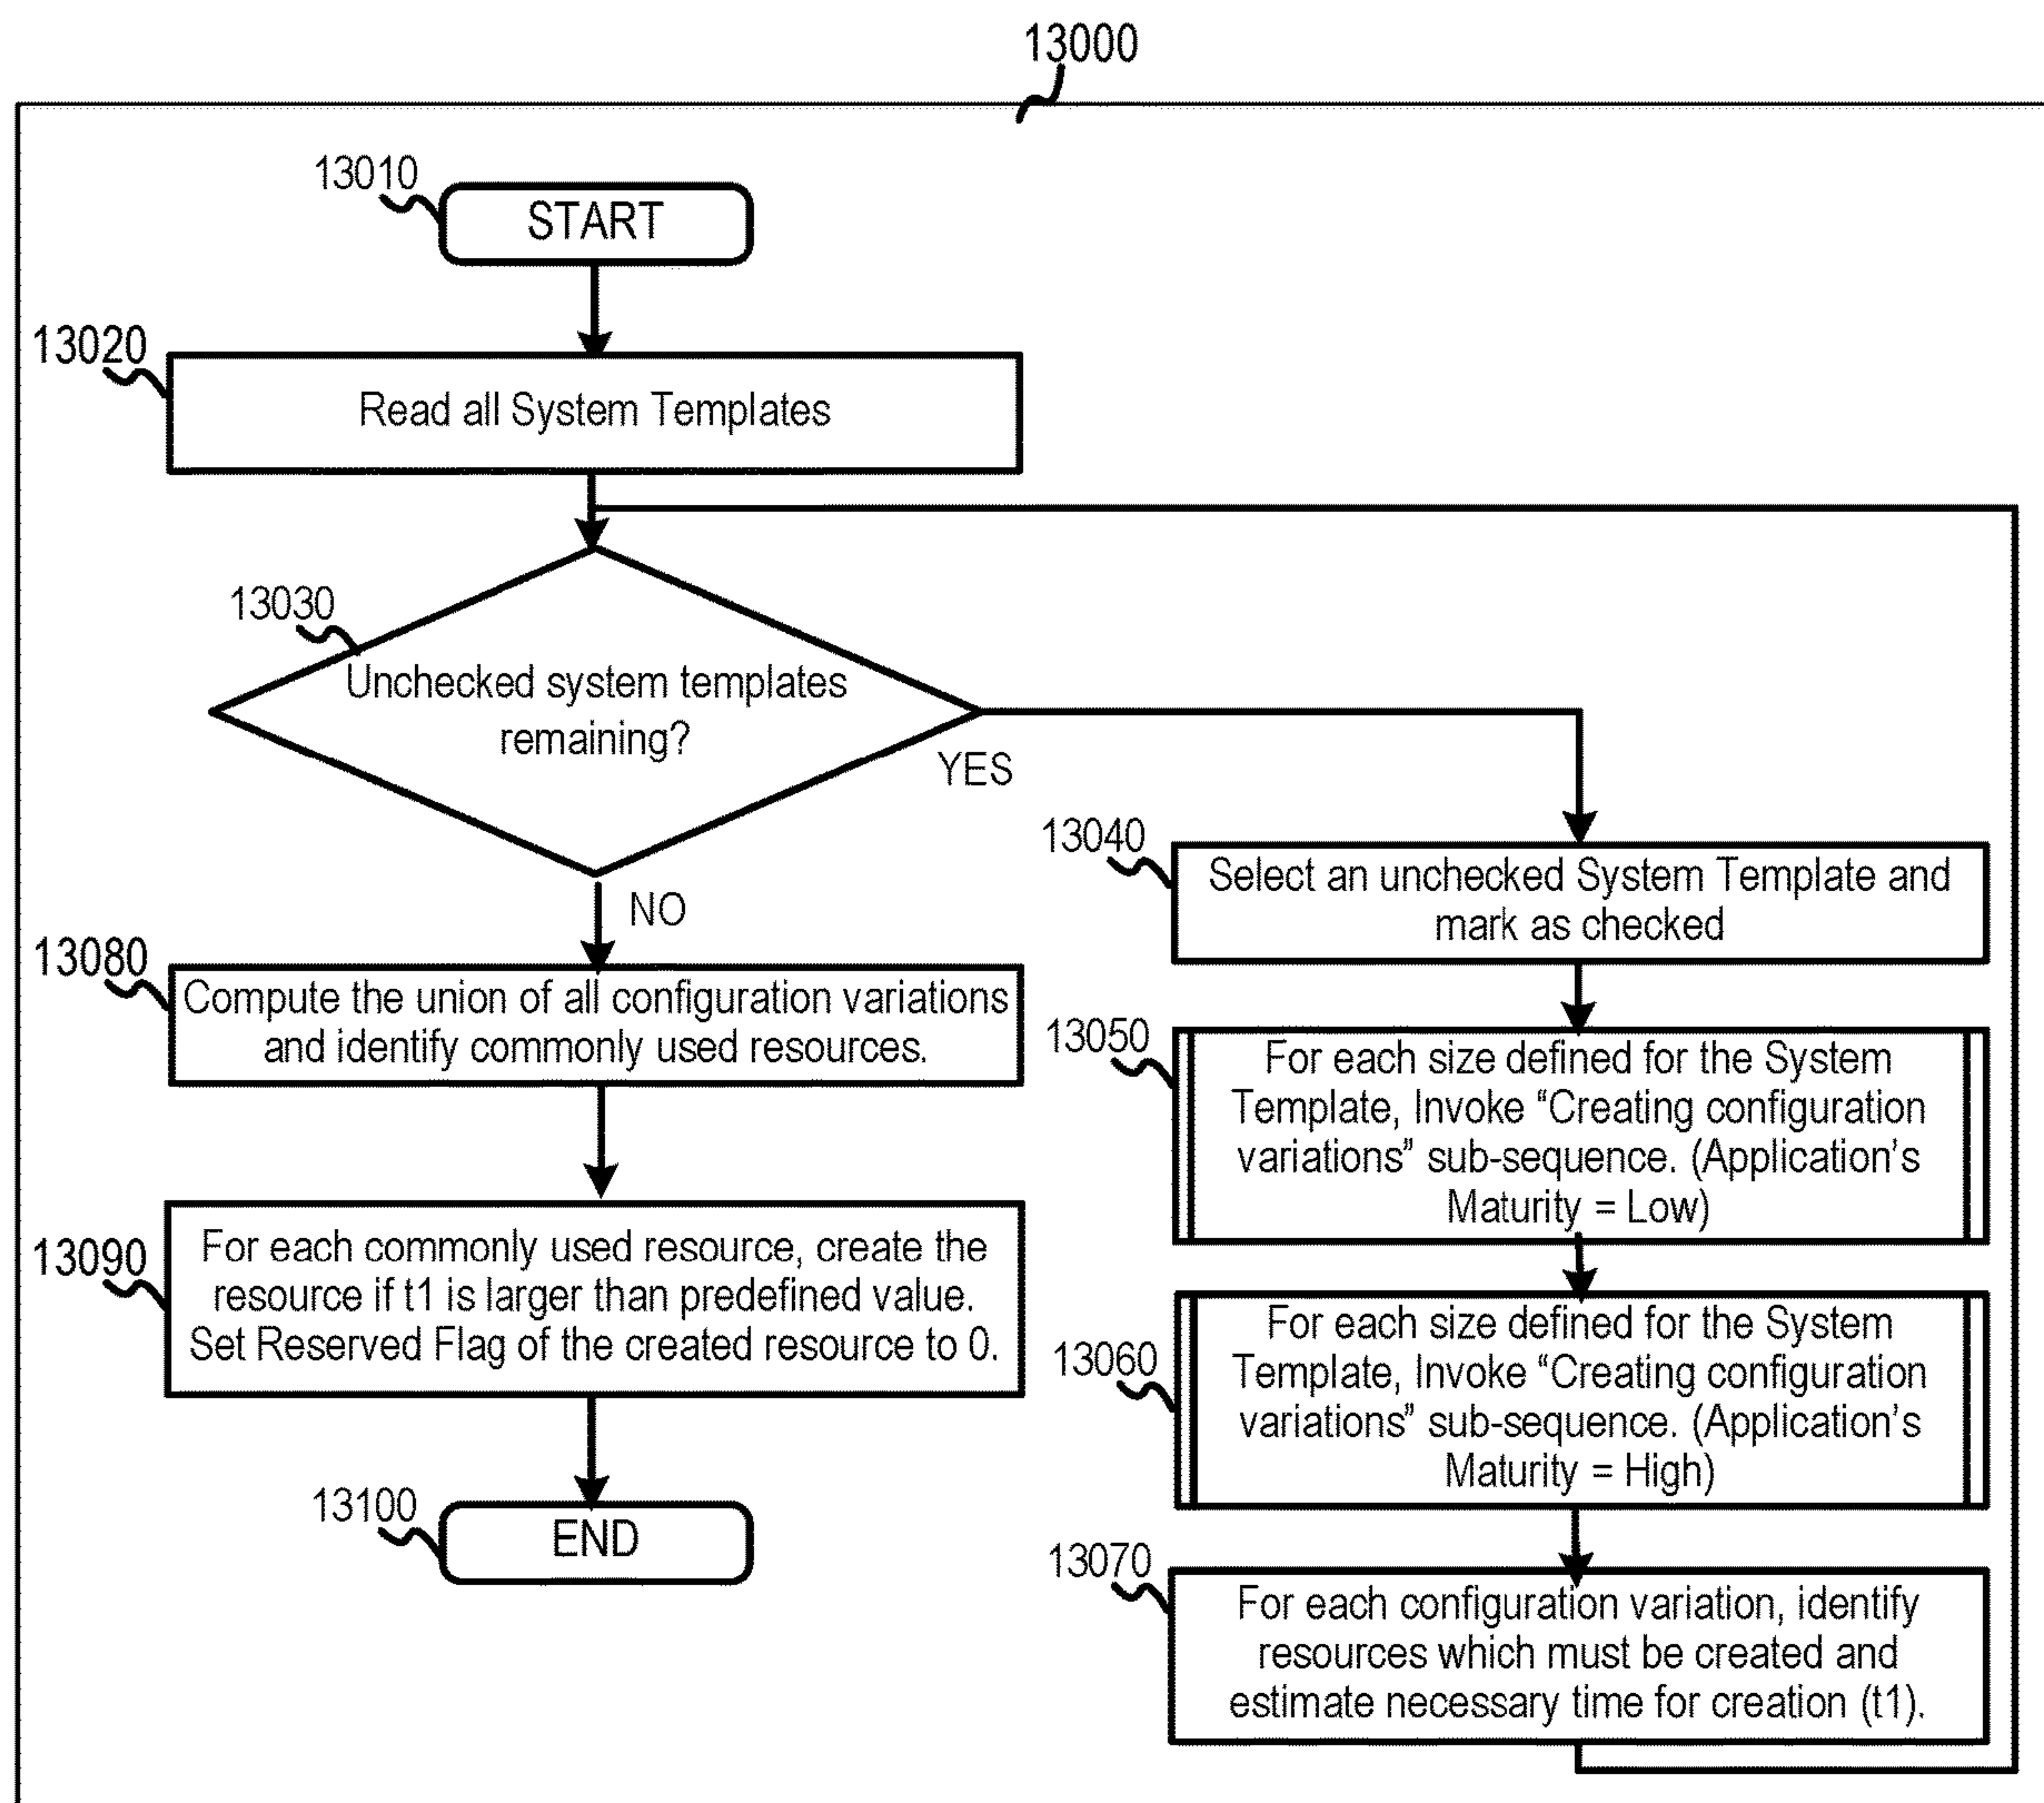 13000
13010
START
13020
Read all System Templates
13030
Unchecked system templates
remaining?
YES
NO
13040
Select an unchecked System Template and
mark as checked
13050
For each size defined for the System
Template, Invoke “Creating configuration
variations” sub-sequence. (Application’s
Maturity = Low)
13060
For each size defined for the System
Template, Invoke “Creating configuration
variations” sub-sequence. (Application’s
Maturity = High)
13070
For each configuration variation, identify
resources which must be created and
estimate necessary time for creation (t1).
13080
Compute the union of all configuration variations
and identify commonly used resources.
13090
For each commonly used resource, create the
resource if t1 is larger than predefined value.
Set Reserved Flag of the created resource to 0.
13100
END